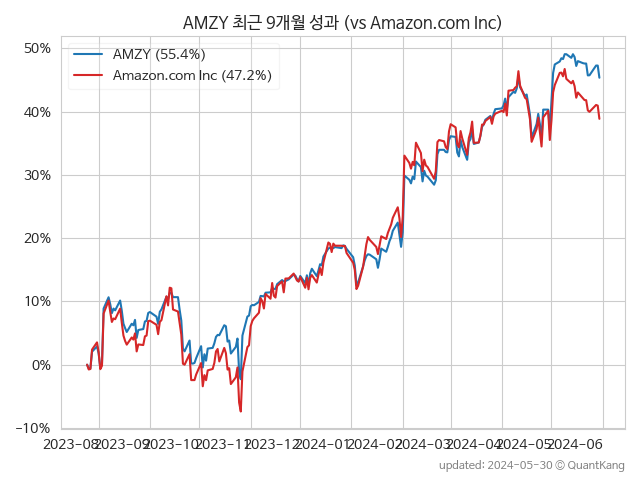 AMZY 최근 9개월 성과 (vs Amazon.com Inc)
AMZY (55.4%)
Amazon.com Inc (47.2%)
50%
40%
30%
20%
10%
0%
−10%
2023-08 2023-09 2023-10 2023-11 2023-12 2024-01 2024-02 2024-03 2024-04 2024-05 2024-06
updated: 2024-05-30 © QuantKang